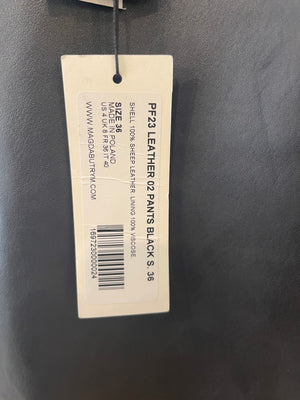 PF23 LEATHER 02 PANTS BLACK S. 36
SHELL 100% SHEEP LEATHER, LINING 100% VISCOSE.
SIZE 36
MADE IN POLAND
US 4 UK 8 FR 36 IT 40
WWW.MAGDABUTRYM.COM
1697230000024